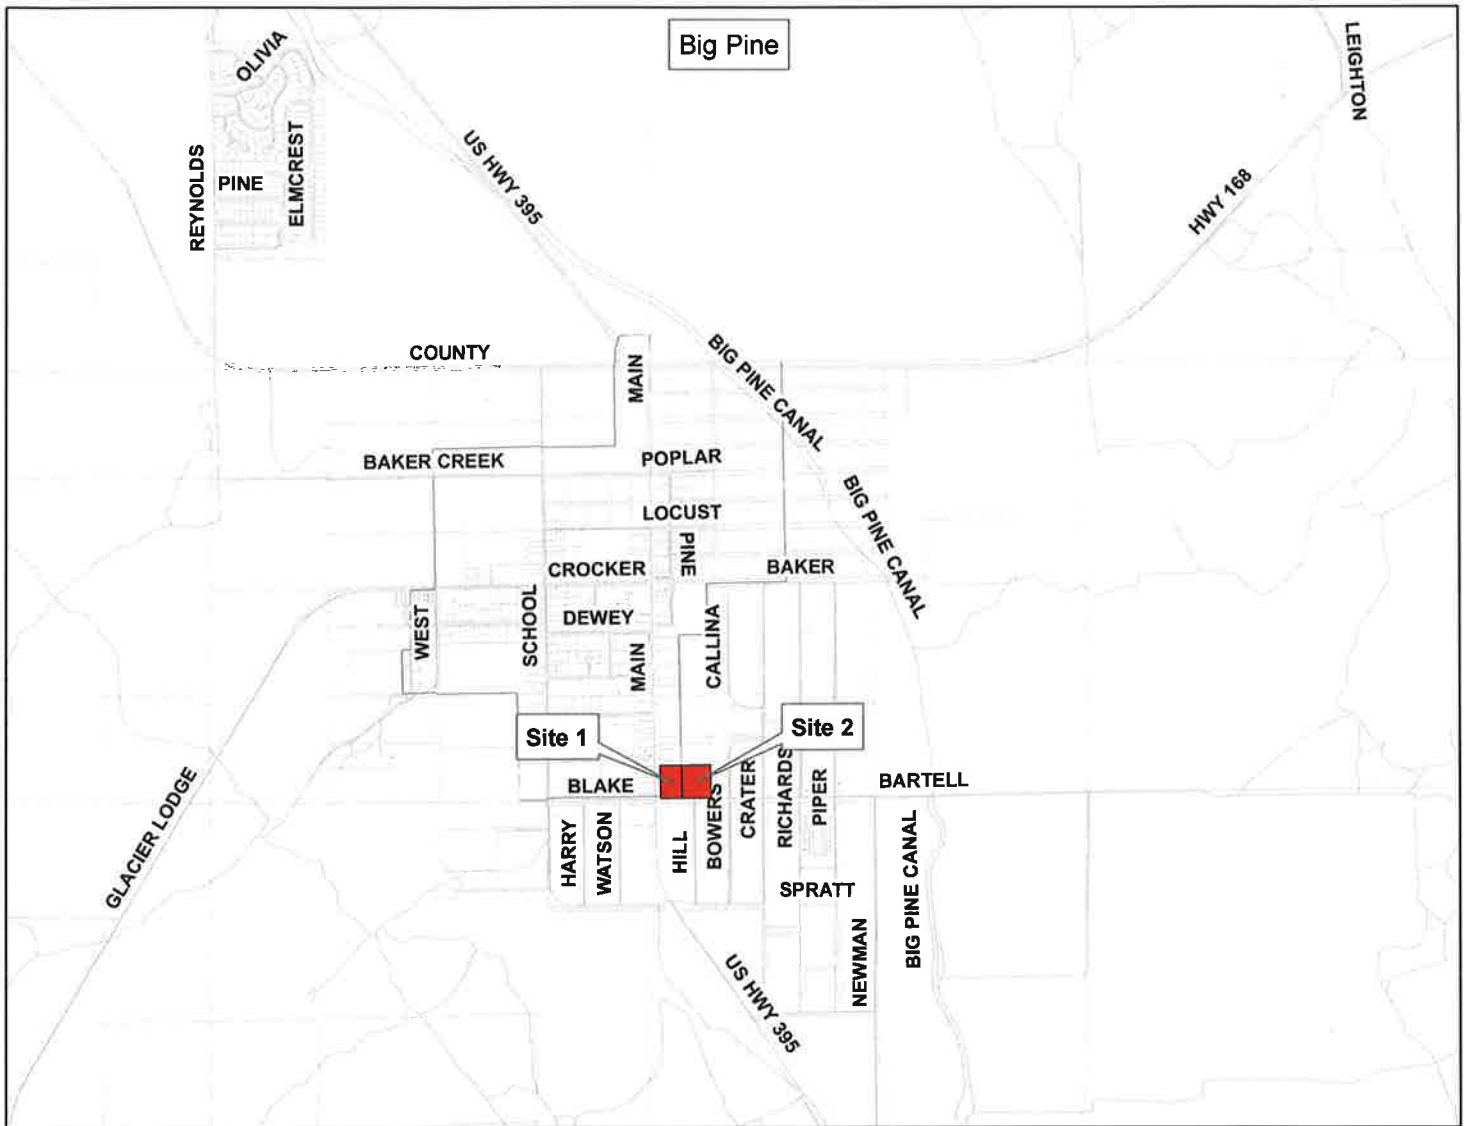 Big Pine
LEIGHTON
OLIVIA
ELMCREST
US HWY 395
REYNOLDS
PINE
HWY 168
COUNTY
MAIN
BIG PINE CANAL
BAKER CREEK
POPLAR
LOCUST
BIG PINE CANAL
PINE
CROCKER
BAKER
WEST
SCHOOL
DEWEY
CALLINA
MAIN
Site 1
Site 2
BLAKE
BARTELL
GLACIER LODGE
HARRY
WATSON
HILL
BOWERS
CRATER
RICHARDS
PIPER
BIG PINE CANAL
SPRATT
NEWMAN
US HWY 395